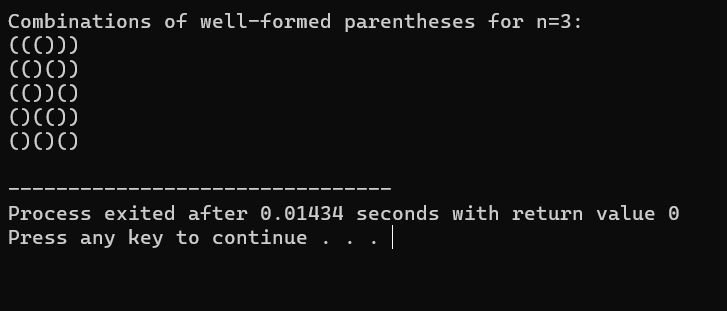 Combinations of well-formed parentheses for n=3:
((()))
(()())
(())()
()(())
()()()
--------------------------------
Process exited after 0.01434 seconds with return value 0
Press any key to continue . . .